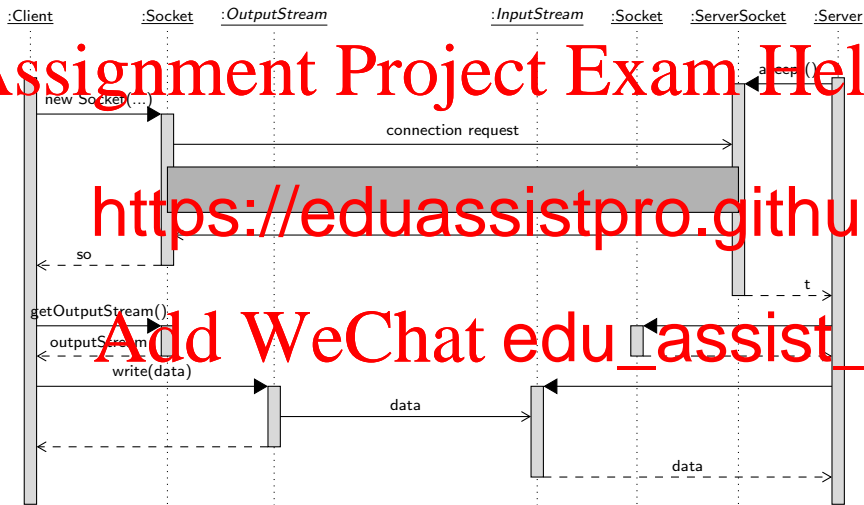 :Client :Socket :OutputStream :InputStream :Socket :ServerSocket :Server
Assignment Project Exam Hel
accept()
new Socket(...)
connection request
https://eduassistpro.githu
so
t
getOutputStream()
Add WeChat edu_assist_
outputStream
write(data)
data
data